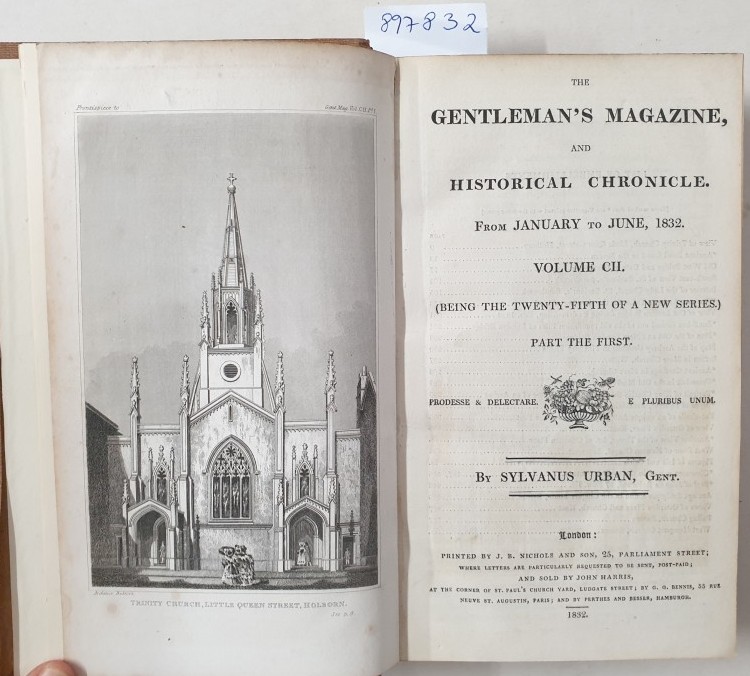 897832
Frontispiece to
Gent. Mag. Vol. CII. Pt. I.
TRINITY CHURCH, LITTLE QUEEN STREET, HOLBORN.
THE
GENTLEMAN'S MAGAZINE,
AND
HISTORICAL CHRONICLE.
FROM JANUARY TO JUNE, 1832.
VOLUME CII.
(BEING THE TWENTY-FIFTH OF A NEW SERIES.)
PART THE FIRST.
PRODESSE & DELECTARE. E PLURIBUS UNUM.
BY SYLVANUS URBAN, GENT.
London:
PRINTED BY J. B. NICHOLS AND SON, 25, PARLIAMENT STREET;
WHERE LETTERS ARE PARTICULARLY REQUESTED TO BE SENT, POST-PAID;
AND SOLD BY JOHN HARRIS,
AT THE CORNER OF ST. PAUL'S CHURCH YARD, LUDGATE STREET; BY G. G. BENNIS, 55 RUE
NEUVE ST. AUGUSTIN, PARIS; AND BY PERTHES AND BESSER, HAMBURGH.
1832.